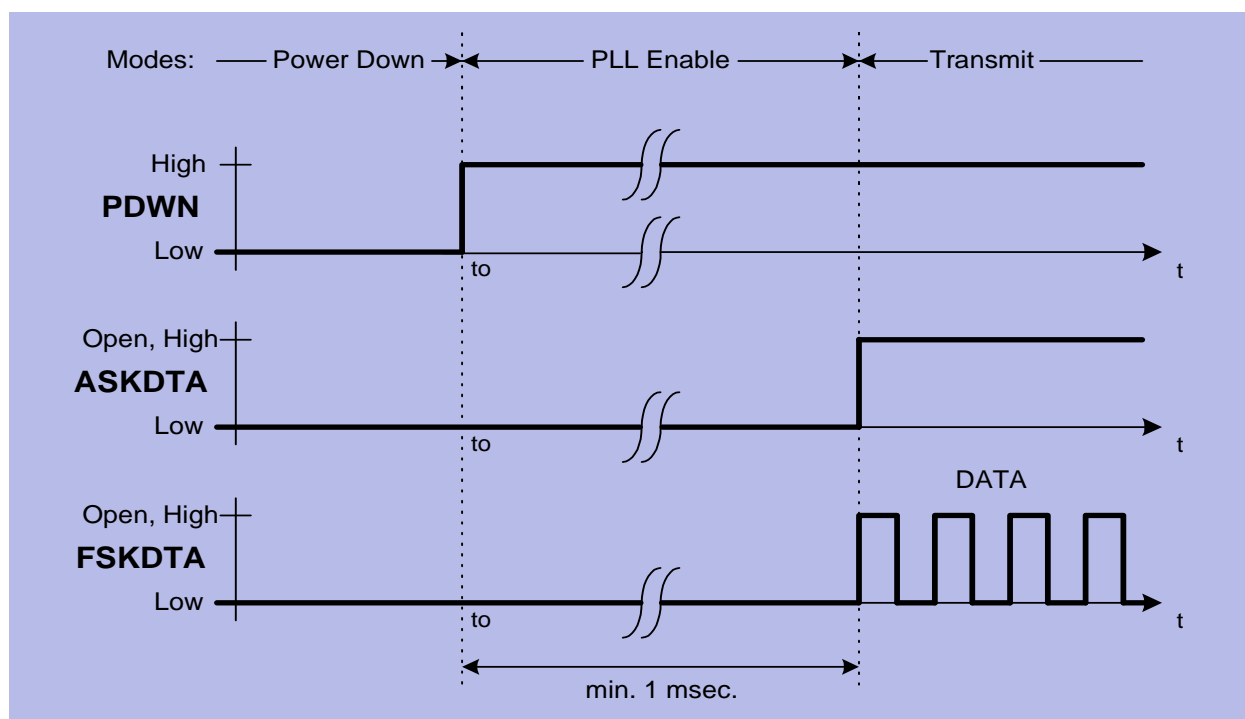 Modes: Power Down PLL Enable Transmit
High
PDWN
Low
to
t
Open, High
ASKDTA
Low
to
t
DATA
Open, High
FSKDTA
Low
to
t
min. 1 msec.